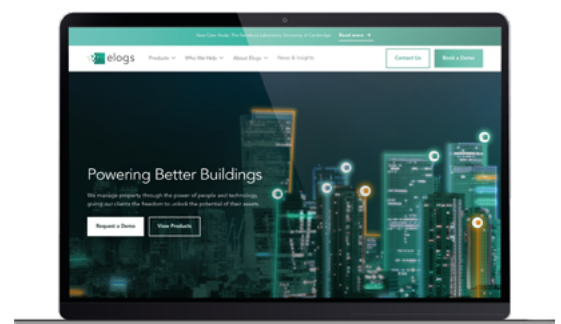 New Case Study: The Ray Dolby Laboratory, University of Cambridge Read more →
elogs
Products
Who We Help
About Elogs
News & Insights
Contact Us
Book a Demo
Powering Better Buildings
We manage property through the power of people and technology,
giving our clients the freedom to unlock the potential of their assets.
Request a Demo
View Products